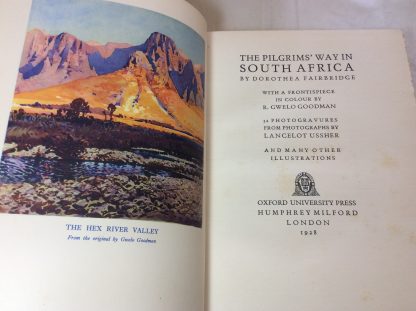 THE HEX RIVER VALLEY
From the original by Gwelo Goodman
THE PILGRIMS' WAY IN
SOUTH AFRICA
BY DOROTHEA FAIRBRIDGE
WITH A FRONTISPIECE
IN COLOUR BY
R. GWELO GOODMAN
32 PHOTOGRAVURES
FROM PHOTOGRAPHS BY
LANCELOT USSHER
AND MANY OTHER
ILLUSTRATIONS
OXFORD UNIVERSITY PRESS
HUMPHREY MILFORD
LONDON
1928